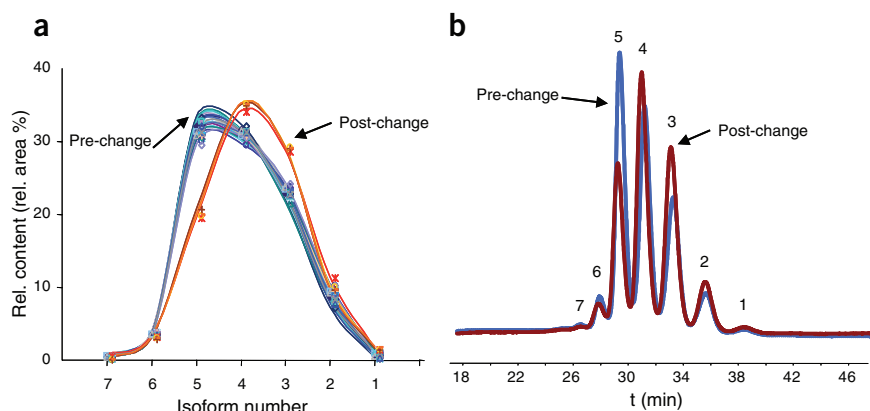 a
Rel. content (rel. area %)
40
30
20
10
0
Pre-change
Post-change
7 6 5 4 3 2 1
Isoform number
b
5
4
3
2
1
6
7
Pre-change
Post-change
18 22 26 30 34 38 42 46
t (min)